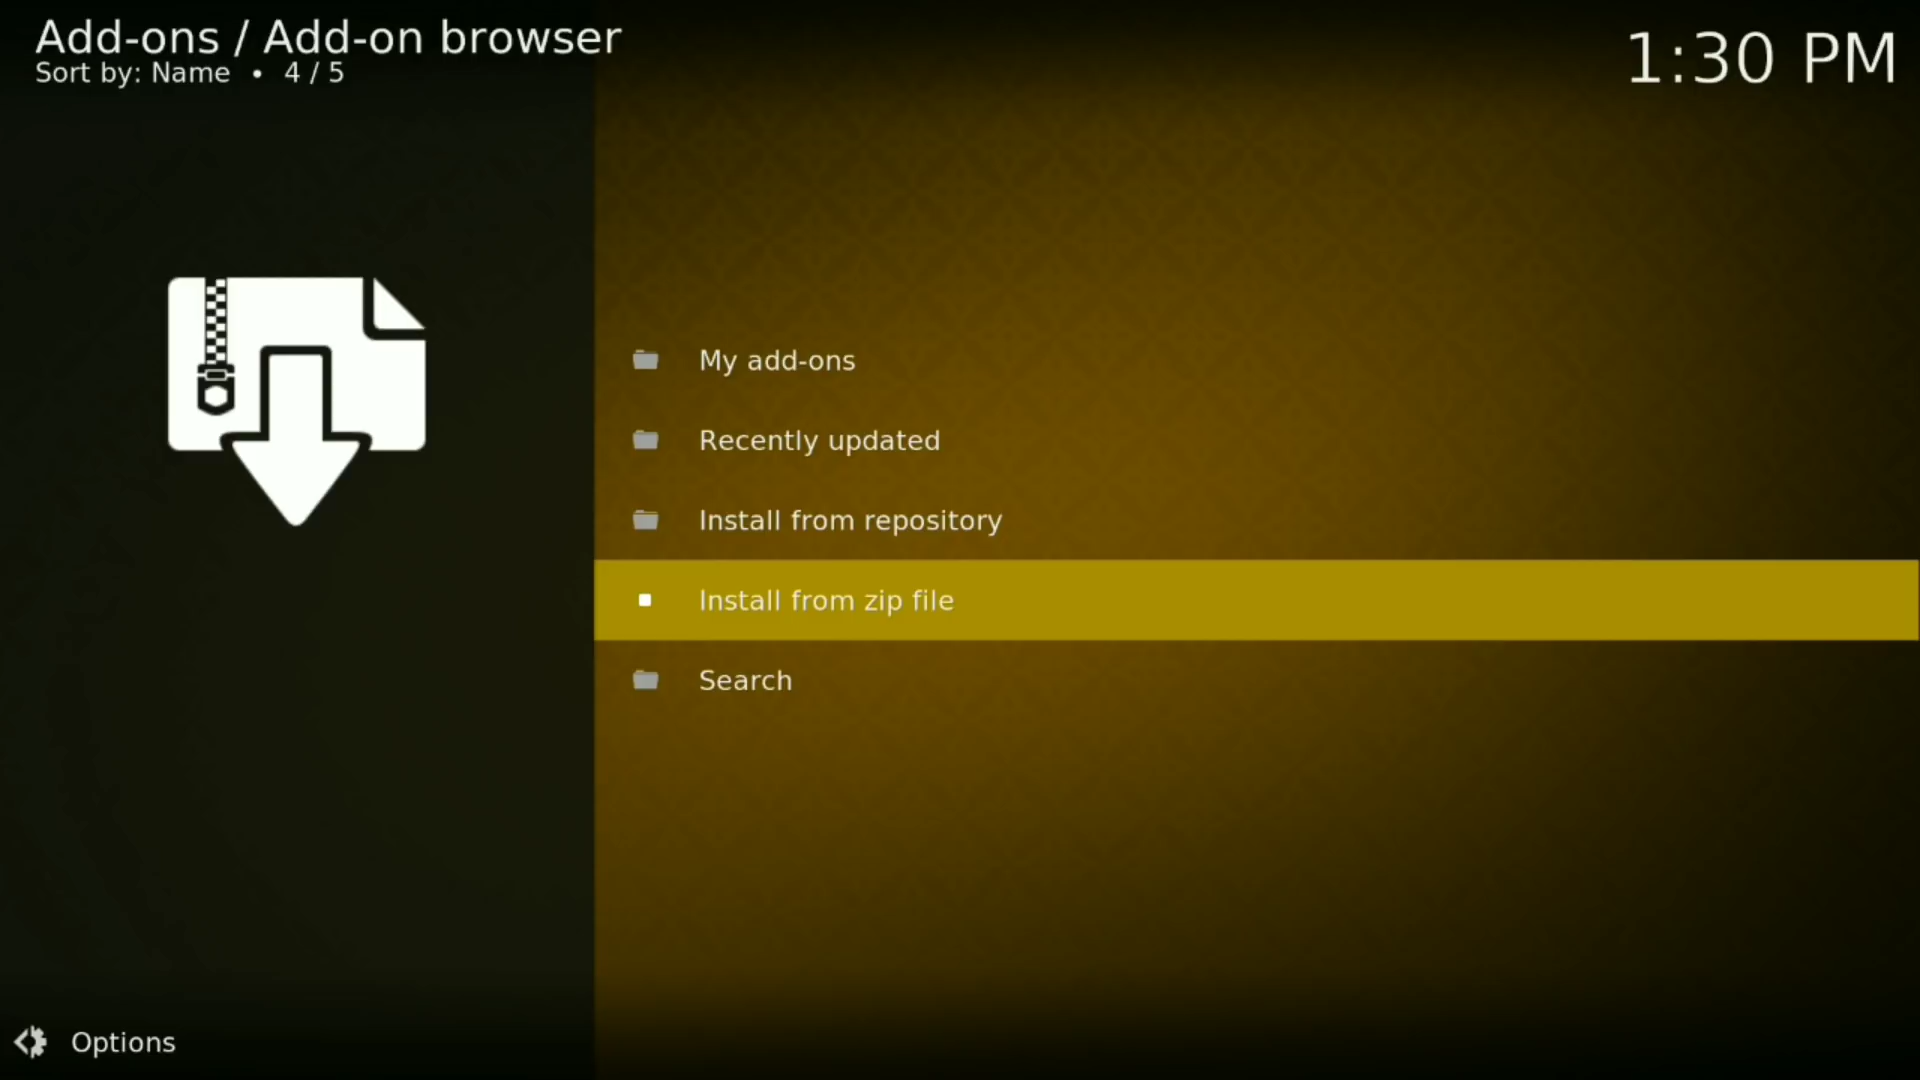 Add-ons / Add-on browser
Sort by: Name • 4 / 5
1:30 PM
My add-ons
Recently updated
Install from repository
Install from zip file
Search
Options